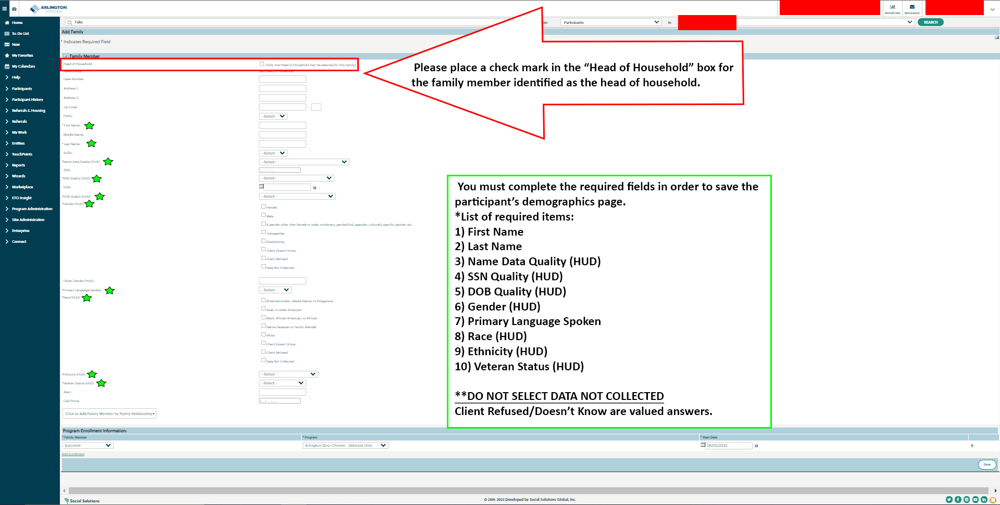 ARLINGTON
VIRGINIA
REPORTING
MESSAGES
Home
To-Do List
New
My Favorites
My Calendars
Help
Participants
Participant History
Referrals & Housing
Referrals
My Work
Entities
TouchPoints
Reports
Wizards
Marketplace
ETO Insight
Program Administration
Site Administration
Enterprise
Connect
Fake
Participants
In
SEARCH
Add Family
* Indicates Required Field
Family Member
Head of Household:
(Only one Head of Household may be selected for this Family)
Please place a check mark in the “Head of Household” box for
the family member identified as the head of household.
Case Number:
Address 1:
Address 2:
Zip Code:
-
Prefix:
--Select--
* First Name:
Middle Name:
* Last Name:
Suffix:
--Select--
*Name Data Quality (HUD)
--Select--
SSN:
___-__-____
*SSN Quality (HUD)
--Select--
DOB:
*DOB Quality (HUD)
--Select--
*Gender (HUD)
Female
Male
A gender other than female or male: nonbinary, genderfluid, agender, culturally specific gender, etc
Transgender
Questioning
Client Doesn't Know
Client Refused
Data Not Collected
Other Gender (HUD):
*Primary Language Spoken
--Select--
*Race (HUD)
American Indian, Alaska Native, or Indigenous
Asian or Asian American
Black, African American, or African
Native Hawaiian or Pacific Islander
White
Client Doesn't Know
Client Refused
Data Not Collected
*Ethnicity (HUD)
--Select--
*Veteran Status (HUD)
--Select--
Alert:
Cell Phone:
(___) ___-____
Click to Add Family Member by Family Relationship
You must complete the required fields in order to save the
participant’s demographics page.
*List of required items:
1) First Name
2) Last Name
3) Name Data Quality (HUD)
4) SSN Quality (HUD)
5) DOB Quality (HUD)
6) Gender (HUD)
7) Primary Language Spoken
8) Race (HUD)
9) Ethnicity (HUD)
10) Veteran Status (HUD)
**DO NOT SELECT DATA NOT COLLECTED
Client Refused/Doesn’t Know are valued answers.
Program Enrollment Information:
* Family Member
* Program
* Start Date
Everyone
Arlington Zero: Chronic - Veterans Only
06/02/2022
Add Enrollment
Save
Social Solutions
© 2001-2022 Developed by Social Solutions Global, Inc.